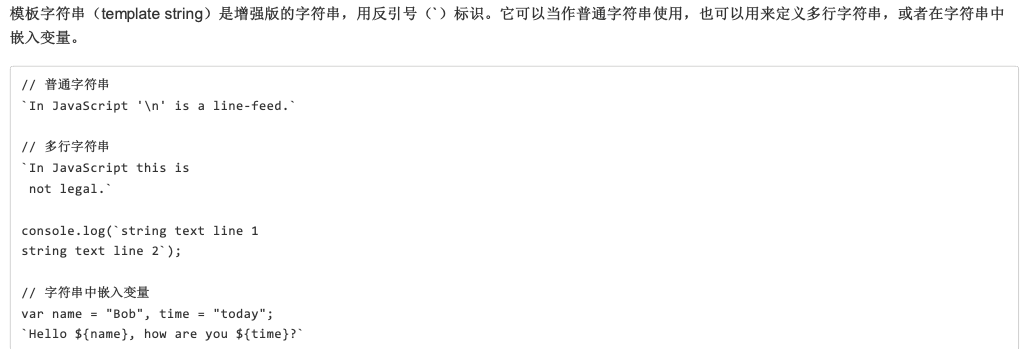 模板字符串（template string）是增强版的字符串，用反引号（`）标识。它可以当作普通字符串使用，也可以用来定义多行字符串，或者在字符串中
嵌入变量。
// 普通字符串
`In JavaScript '\n' is a line-feed.`
// 多行字符串
`In JavaScript this is
 not legal.`
console.log(`string text line 1
string text line 2`);
// 字符串中嵌入变量
var name = "Bob", time = "today";
`Hello ${name}, how are you ${time}?`